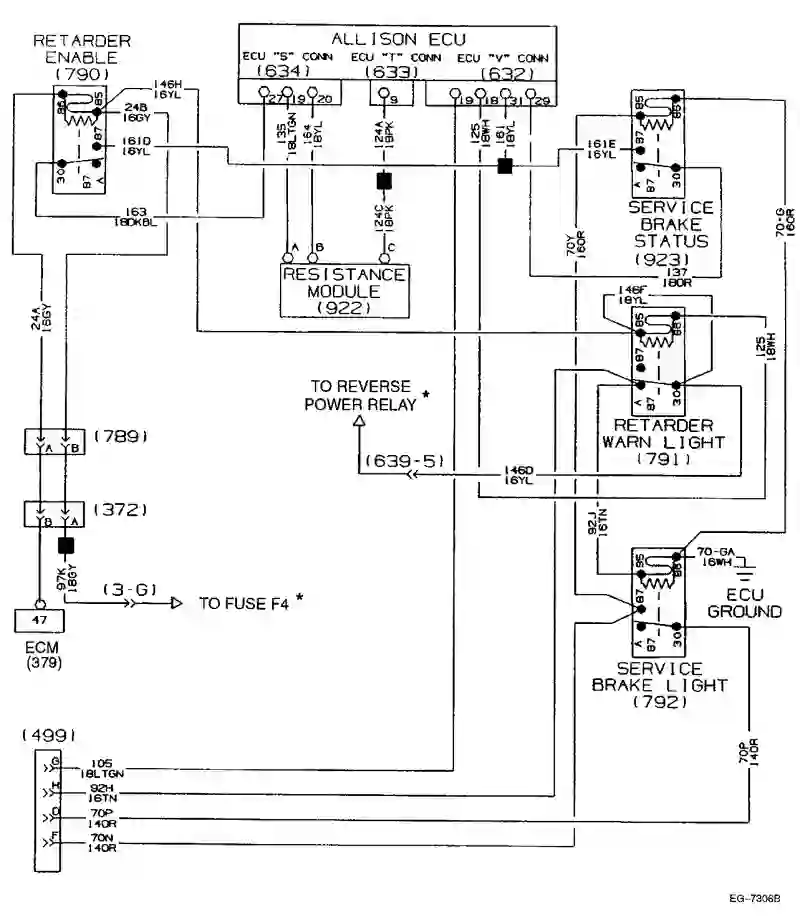 RETARDER
ENABLE
(790)
ALLISON ECU
ECU "S" CONN ECU "T" CONN ECU "V" CONN
(634) (633) (632)
27 19 20 9 19 18 31 29
146H
16YL
24B
16GY
161D
16YL
86 85
87
30 87 A
163
18DKBL
135
18LTGN
164
18YL
124A
18PK
124C
18PK
125
18WH
161
18YL
161E
16YL
85 86
87
A 87 30
SERVICE
BRAKE
STATUS
(923)
70-G
16OR
70Y
16OR
137
18OR
A B C
RESISTANCE
MODULE
(922)
146F
18YL
85 86
87
A 87 30
125
18WH
RETARDER
WARN LIGHT
(791)
24A
16GY
TO REVERSE
POWER RELAY *
(639-5)
146D
16YL
(789)
A B
(372)
B A
92J
16TN
97K
18GY
(3-G)
TO FUSE F4 *
47
ECM
(379)
85 86
87
A 87 30
70-GA
16WH
ECU
GROUND
SERVICE
BRAKE LIGHT
(792)
70P
14OR
(499)
G 105
18LTGN
H 92H
16TN
D 70P
14OR
F 70N
14OR
EG-7306B